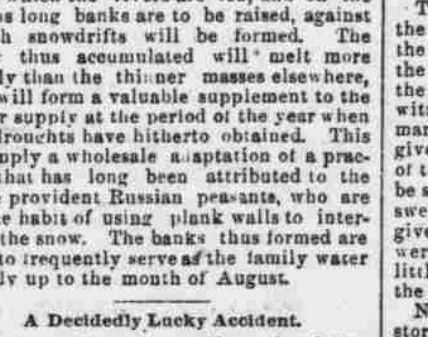 os long banks are to be raised, against
h snowdrifts will be formed. The
thus accumulated will melt more
ly than the thinner masses elsewhere,
will form a valuable supplement to the
r supply at the period of the year when
droughts have hitherto obtained. This
mply a wholesale adaptation of a prac-
that has long been attributed to the
provident Russian peasants, who are
e habit of using plank walls to inter-
the snow. The banks thus formed are
to frequently serve as the family water
ly up to the month of August.
A Decidedly Lucky Accident.
the
the
the
the
wit
mar
give
of t
be s
swe
give
wer
littl
the
N
stor